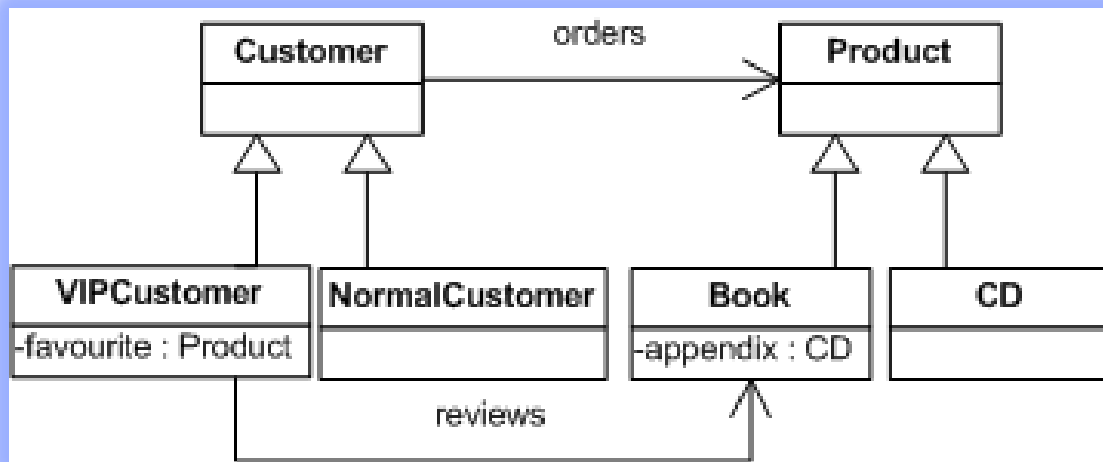 Customer
orders
Product
VIPCustomer
-favourite : Product
NormalCustomer
Book
-appendix : CD
CD
reviews